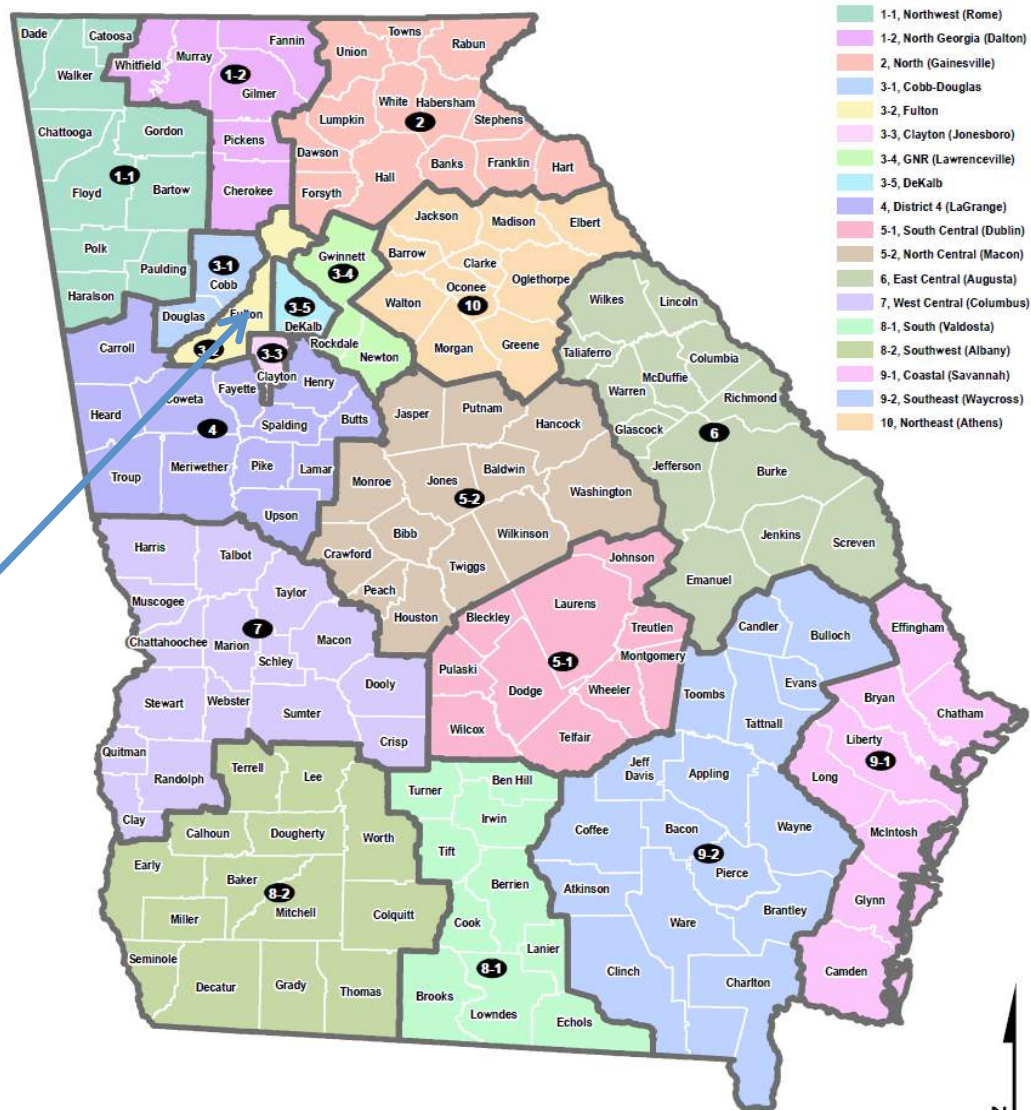 1-1, Northwest (Rome)
1-2, North Georgia (Dalton)
2, North (Gainesville)
3-1, Cobb-Douglas
3-2, Fulton
3-3, Clayton (Jonesboro)
3-4, GNR (Lawrenceville)
3-5, DeKalb
4, District 4 (LaGrange)
5-1, South Central (Dublin)
5-2, North Central (Macon)
6, East Central (Augusta)
7, West Central (Columbus)
8-1, South (Valdosta)
8-2, Southwest (Albany)
9-1, Coastal (Savannah)
9-2, Southeast (Waycross)
10, Northeast (Athens)
Dade
Catoosa
Walker
Chattooga
Gordon
1-1
Floyd
Bartow
Polk
Paulding
Haralson
Whitfield
Murray
Fannin
1-2
Gilmer
Pickens
Cherokee
Towns
Union
Rabun
White
Habersham
Lumpkin
2
Stephens
Dawson
Banks
Franklin
Hart
Hall
Forsyth
3-1
Cobb
Douglas
Fulton
3-2
3-3
Clayton
Gwinnett
3-4
Rockdale
Newton
3-5
DeKalb
Jackson
Madison
Elbert
Barrow
Clarke
Oconee
Oglethorpe
Walton
10
Morgan
Greene
Carroll
Heard
Coweta
Fayette
Henry
4
Spalding
Butts
Troup
Meriwether
Pike
Lamar
Upson
Jasper
Putnam
Hancock
Monroe
Jones
Baldwin
5-2
Washington
Bibb
Wilkinson
Crawford
Twiggs
Peach
Houston
Wilkes
Lincoln
Taliaferro
Columbia
McDuffie
Warren
Richmond
Glascock
6
Jefferson
Burke
Jenkins
Screven
Emanuel
Harris
Talbot
Taylor
Muscogee
Chattahoochee
7
Marion
Macon
Schley
Dooly
Stewart
Webster
Sumter
Crisp
Quitman
Randolph
Clay
Johnson
Laurens
Bleckley
Treutlen
Montgomery
5-1
Pulaski
Dodge
Wheeler
Wilcox
Telfair
Terrell
Lee
Calhoun
Dougherty
Worth
Early
Baker
8-2
Mitchell
Miller
Colquitt
Seminole
Decatur
Grady
Thomas
Turner
Ben Hill
Irwin
Tift
Berrien
Cook
Lanier
8-1
Brooks
Lowndes
Echols
Candler
Bulloch
Evans
Toombs
Tattnall
Jeff
Davis
Appling
Coffee
Bacon
Wayne
9-2
Pierce
Atkinson
Ware
Brantley
Clinch
Charlton
Effingham
Bryan
Chatham
Liberty
9-1
Long
McIntosh
Glynn
Camden
N